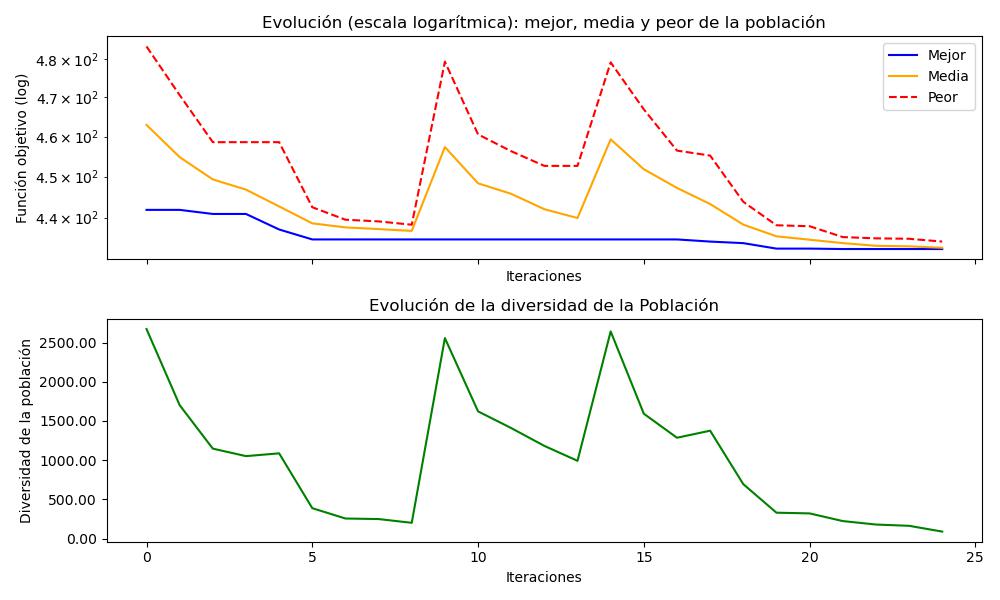 Evolución (escala logarítmica): mejor, media y peor de la población
Función objetivo (log)
4.8 × 10²
4.7 × 10²
4.6 × 10²
4.5 × 10²
4.4 × 10²
Mejor
Media
Peor
Iteraciones
Evolución de la diversidad de la Población
Diversidad de la población
2500.00
2000.00
1500.00
1000.00
500.00
0.00
0 5 10 15 20 25
Iteraciones